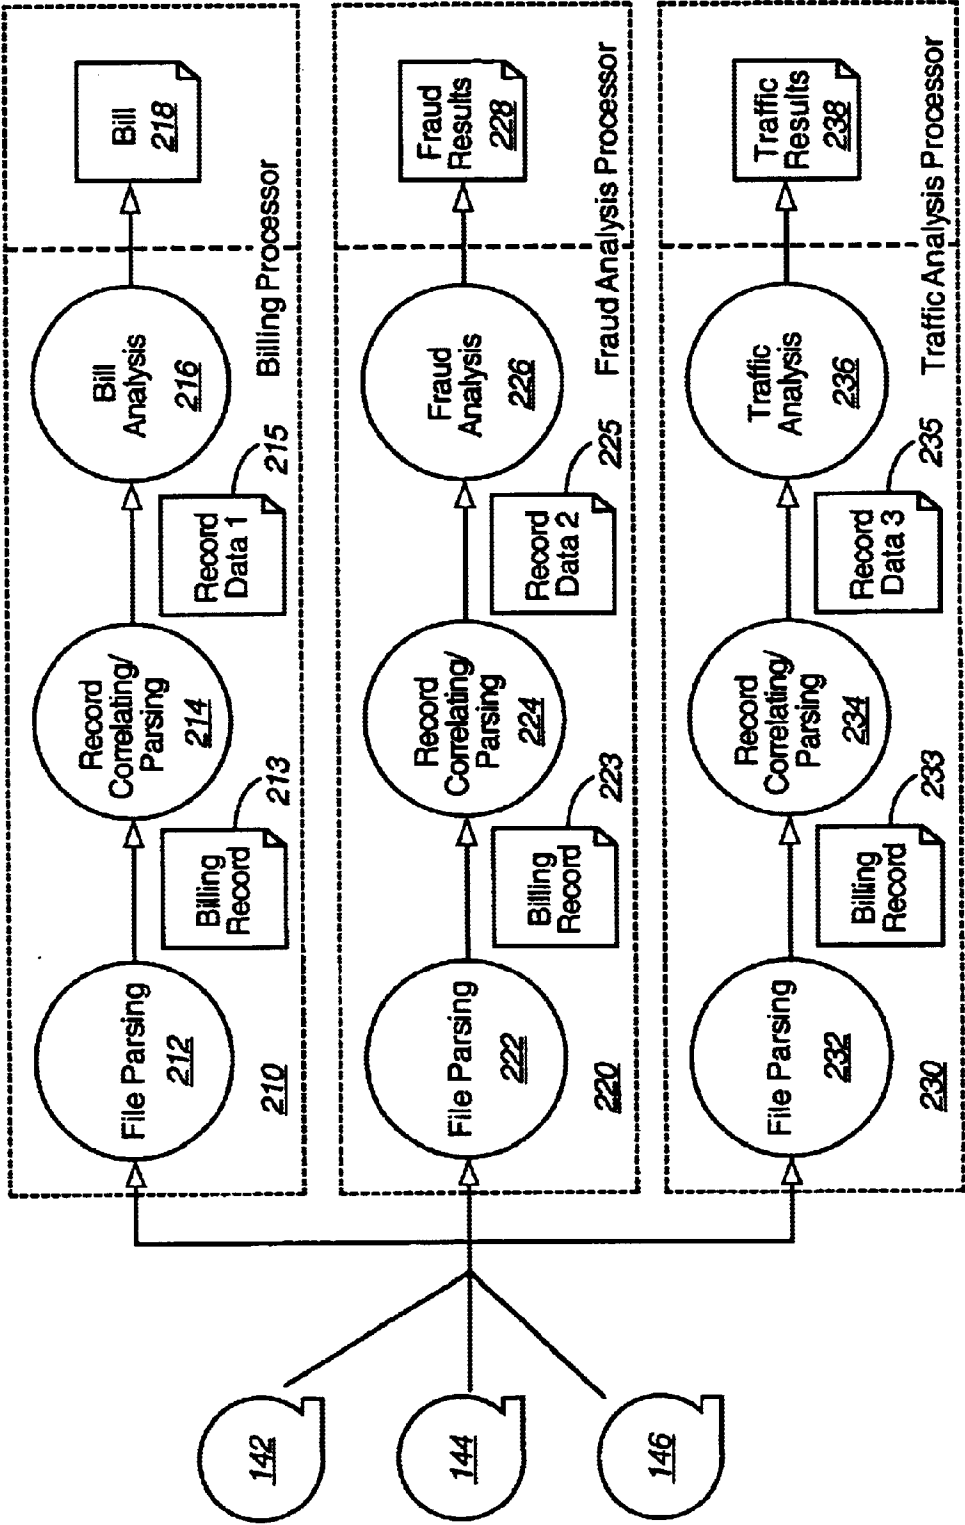 142
144
146
File Parsing
212
210
Billing
Record
213
Record
Correlating/
Parsing
214
Record
Data 1
215
Bill
Analysis
216
Billing Processor
Bill
218
File Parsing
222
220
Billing
Record
223
Record
Correlating/
Parsing
224
Record
Data 2
225
Fraud
Analysis
226
Fraud Analysis Processor
Fraud
Results
228
File Parsing
232
230
Billing
Record
233
Record
Correlating/
Parsing
234
Record
Data 3
235
Traffic
Analysis
236
Traffic Analysis Processor
Traffic
Results
238